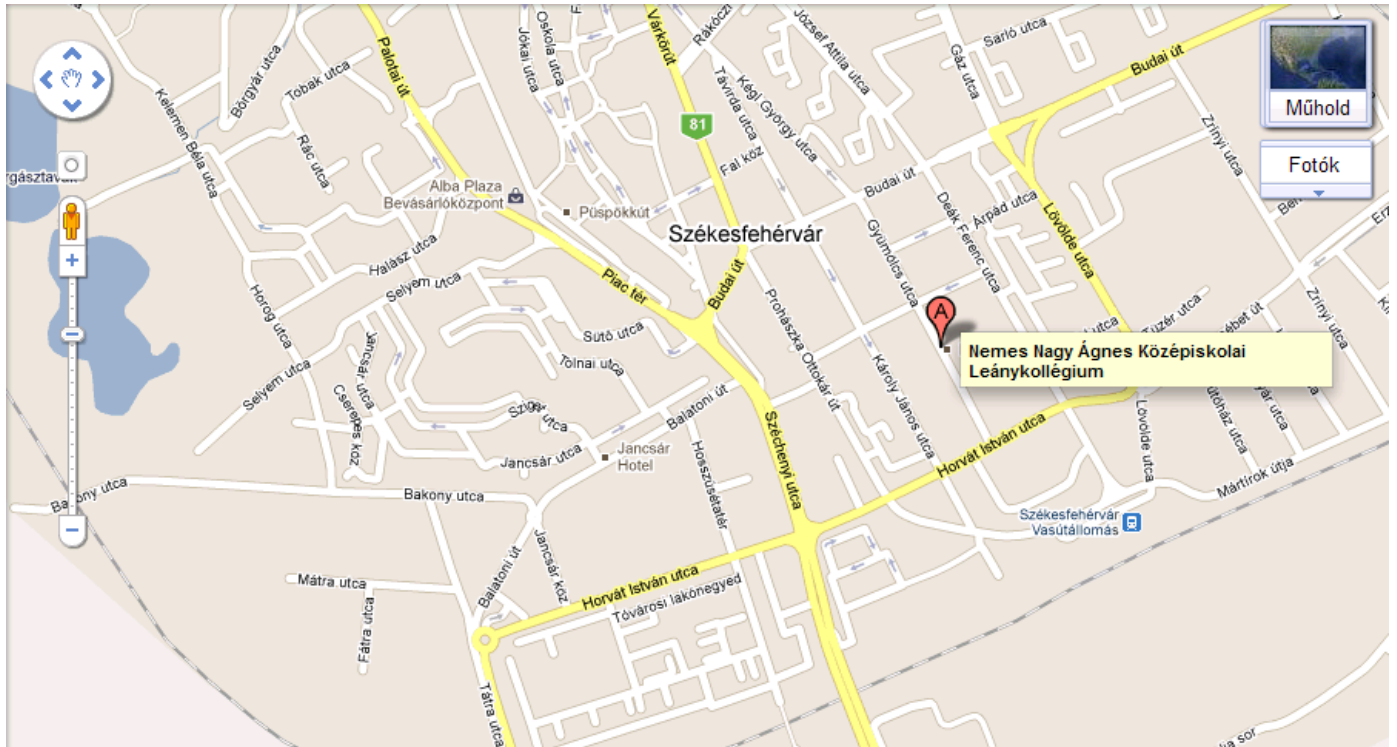 Palotai út
Oskola utca
Jókai utca
Várkörút
Rákóczi
József Attila utca
Gáz utca
Sarló utca
Budai út
Műhold
Fotók
Bőrgyár utca
Tobak utca
Kelemen Béla utca
Rác utca
81
Távirda utca
Kégl György utca
Fal köz
Zrínyi utca
Alba Plaza
Bevásárlóközpont
Püspökkút
Székesfehérvár
Budai út
Gyümölcs utca
Deák Ferenc utca
Árpád utca
Lövölde utca
Halász utca
Selyem utca
Horog utca
Piac tér
Budai út
Prohászka Ottokár út
Zrínyi utca
Sütő utca
Tolnai utca
Jancsár utca
Cserepes köz
Selyem utca
Sziget utca
Balatoni út
Károly János utca
A
Nemes Nagy Ágnes Középiskolai
Leánykollégium
Jancsár
Hotel
Jancsár utca
Hosszúsétatér
Széchenyi utca
Horvát István utca
Lövölde utca
Mártírok útja
Bakony utca
Bakony utca
Székesfehérvár
Vasútállomás
Jancsár köz
Balatoni út
Mátra utca
Fátra utca
Horvát István utca
Tóvárosi lakónegyed
Tátra utca